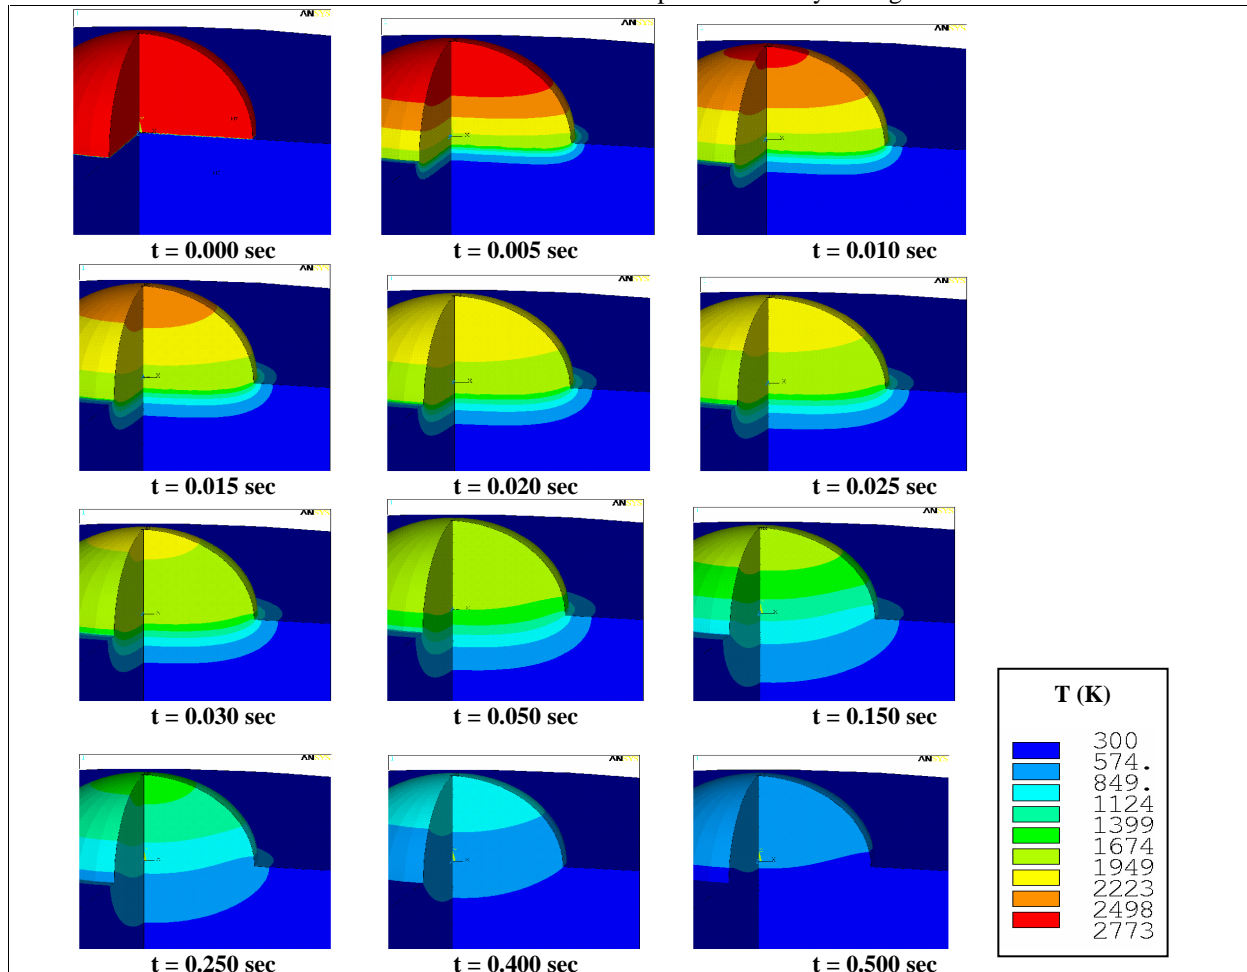 t = 0.000 sec
t = 0.005 sec
t = 0.010 sec
t = 0.015 sec
t = 0.020 sec
t = 0.025 sec
t = 0.030 sec
t = 0.050 sec
t = 0.150 sec
T (K)
300
574.
849.
1124
1399
1674
1949
2223
2498
2773
t = 0.250 sec
t = 0.400 sec
t = 0.500 sec